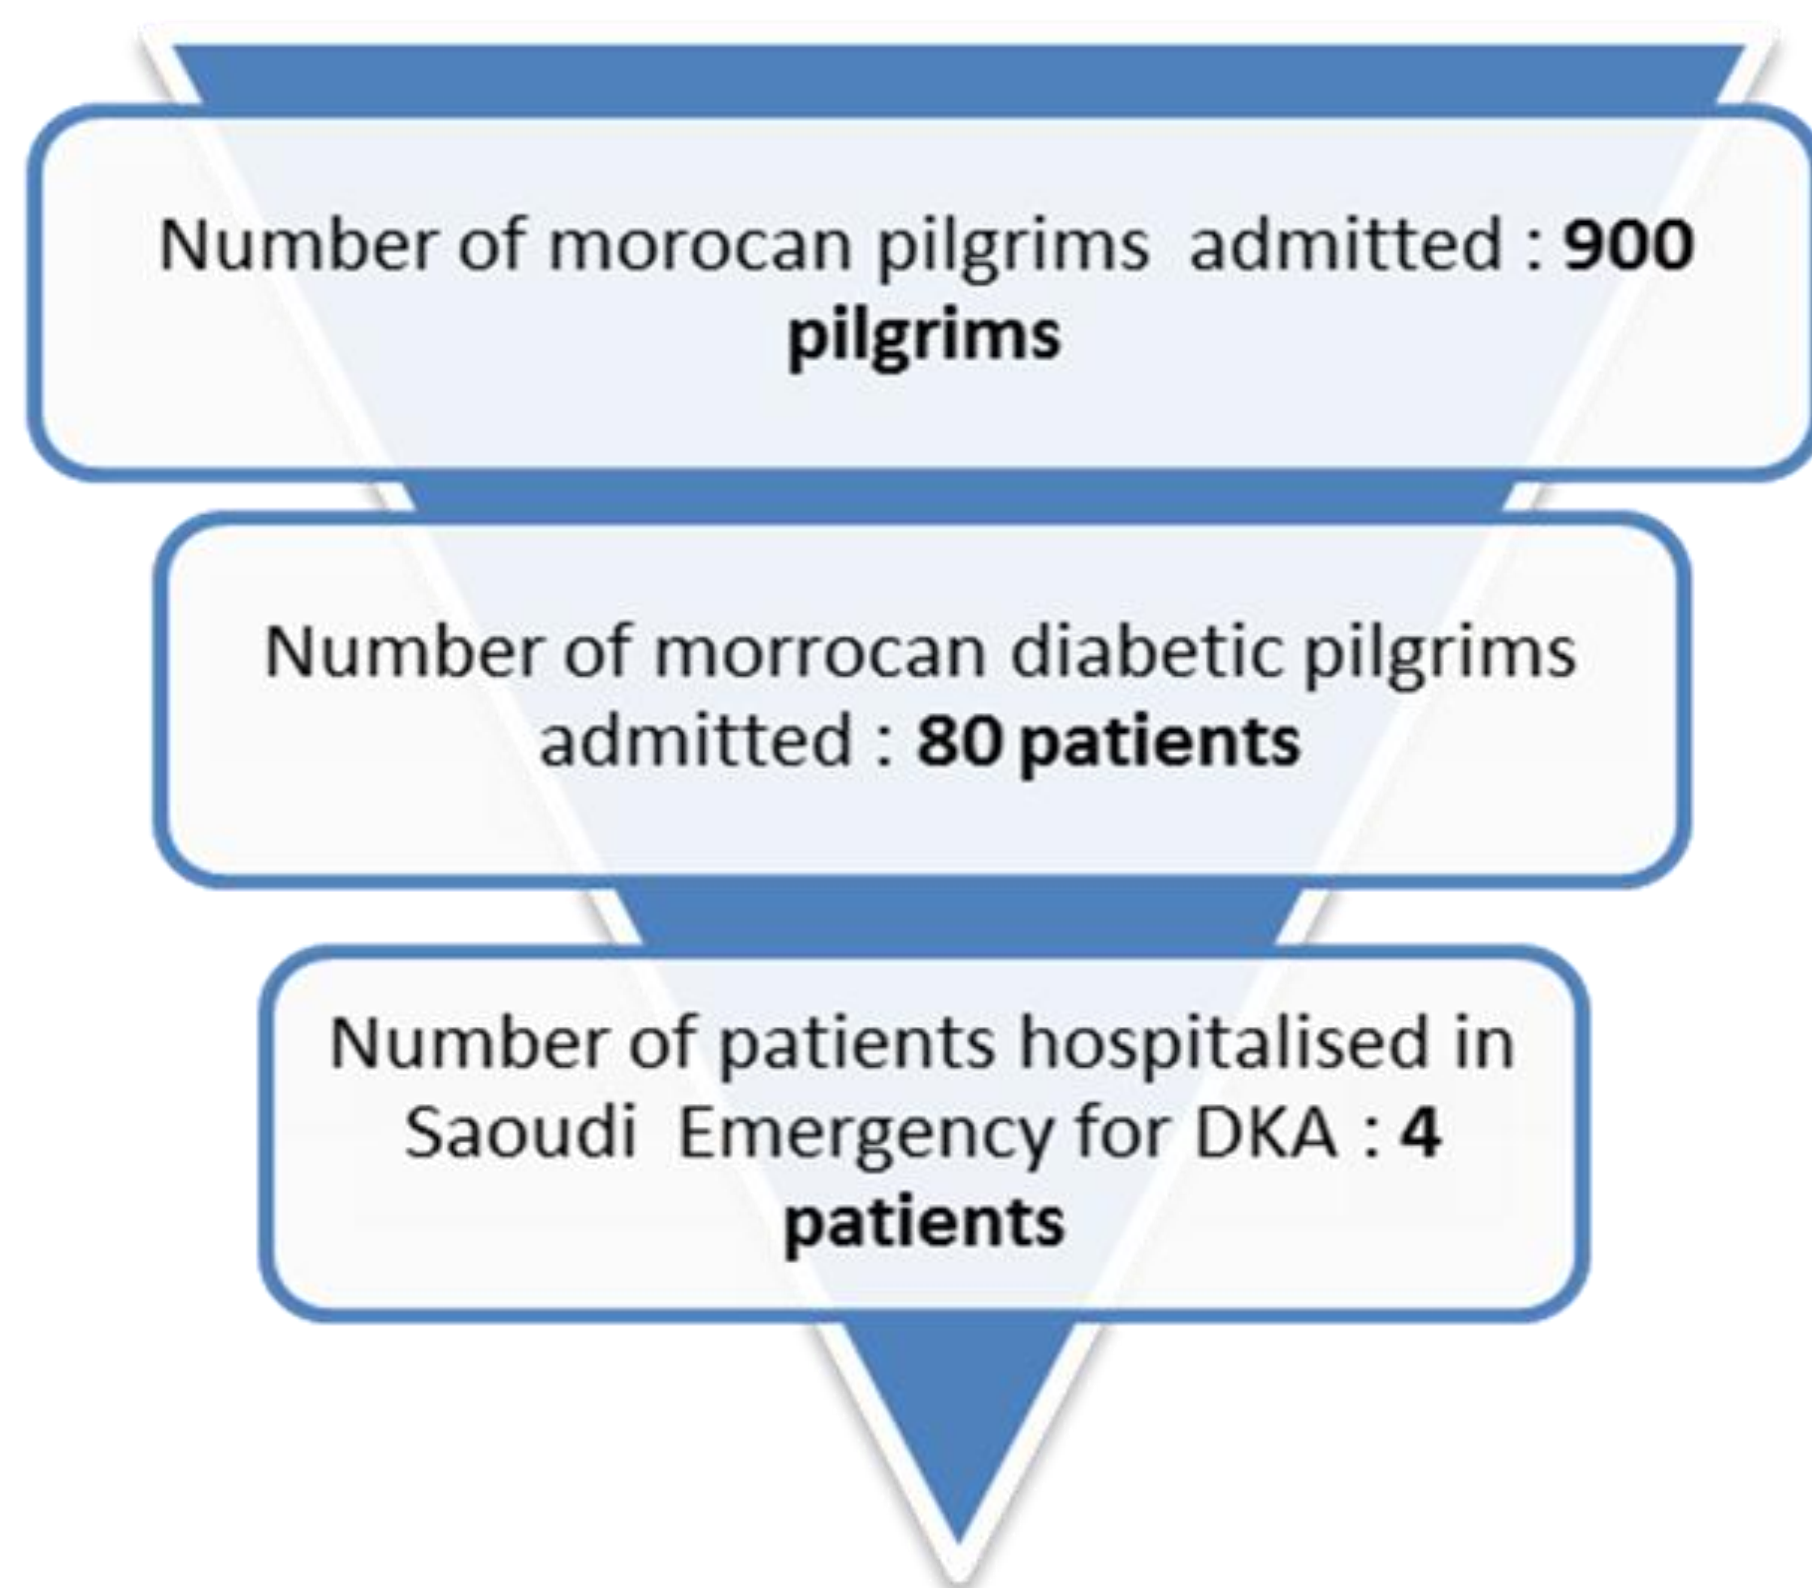 Number of morocan pilgrims admitted : 900
pilgrims
Number of morrocan diabetic pilgrims
admitted : 80 patients
Number of patients hospitalised in
Saoudi Emergency for DKA : 4
patients